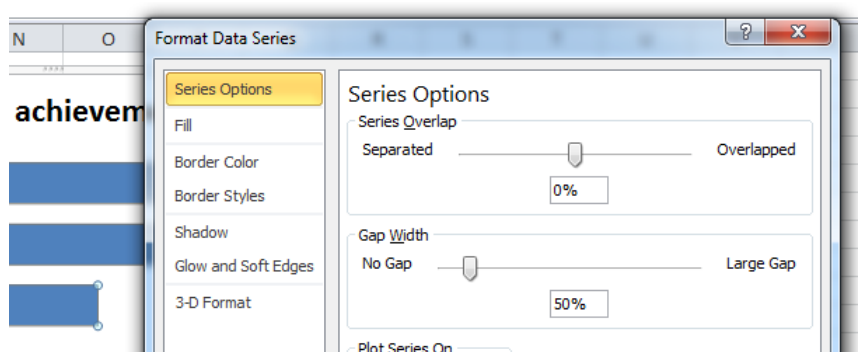 N O
Format Data Series
?
achievem
Series Options
Fill
Border Color
Border Styles
Shadow
Glow and Soft Edges
3-D Format
Series Options
Series Overlap
Separated Overlapped
0%
Gap Width
No Gap Large Gap
50%
Plot Series On